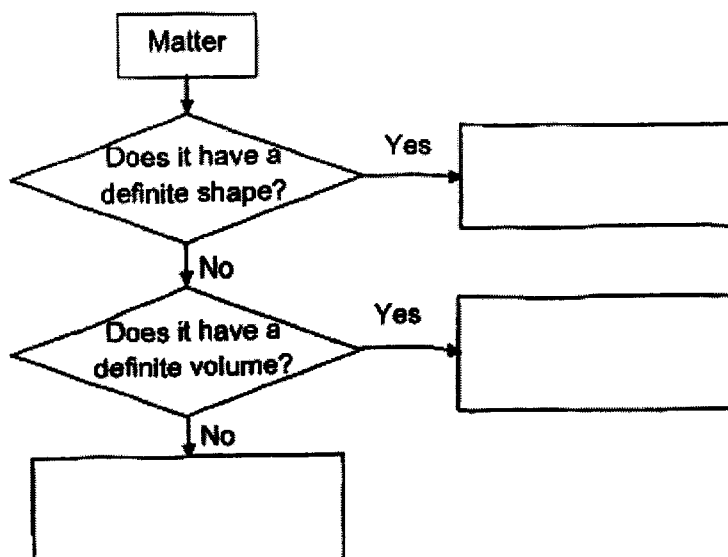 Matter
Does it have a
definite shape?
Yes
No
Does it have a
definite volume?
Yes
No